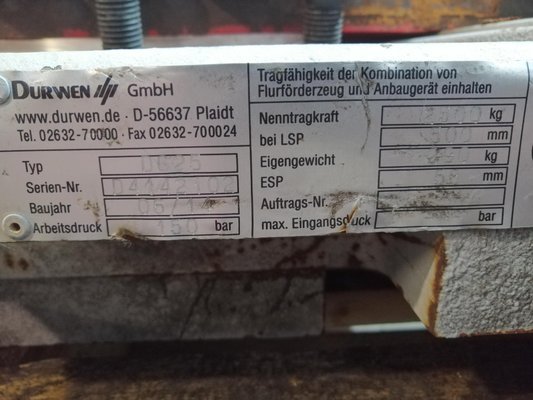 DURWEN GmbH
www.durwen.de · D-56637 Plaidt
Tel. 02632-70000 · Fax 02632-700024
Typ
Serien-Nr.
Baujahr
Arbeitsdruck 150 bar
Tragfähigkeit der Kombination von
Flurförderzeug und Anbaugerät einhalten
Nenntragkraft kg
bei LSP mm
Eigengewicht kg
ESP mm
Auftrags-Nr.
max. Eingangsdruck bar